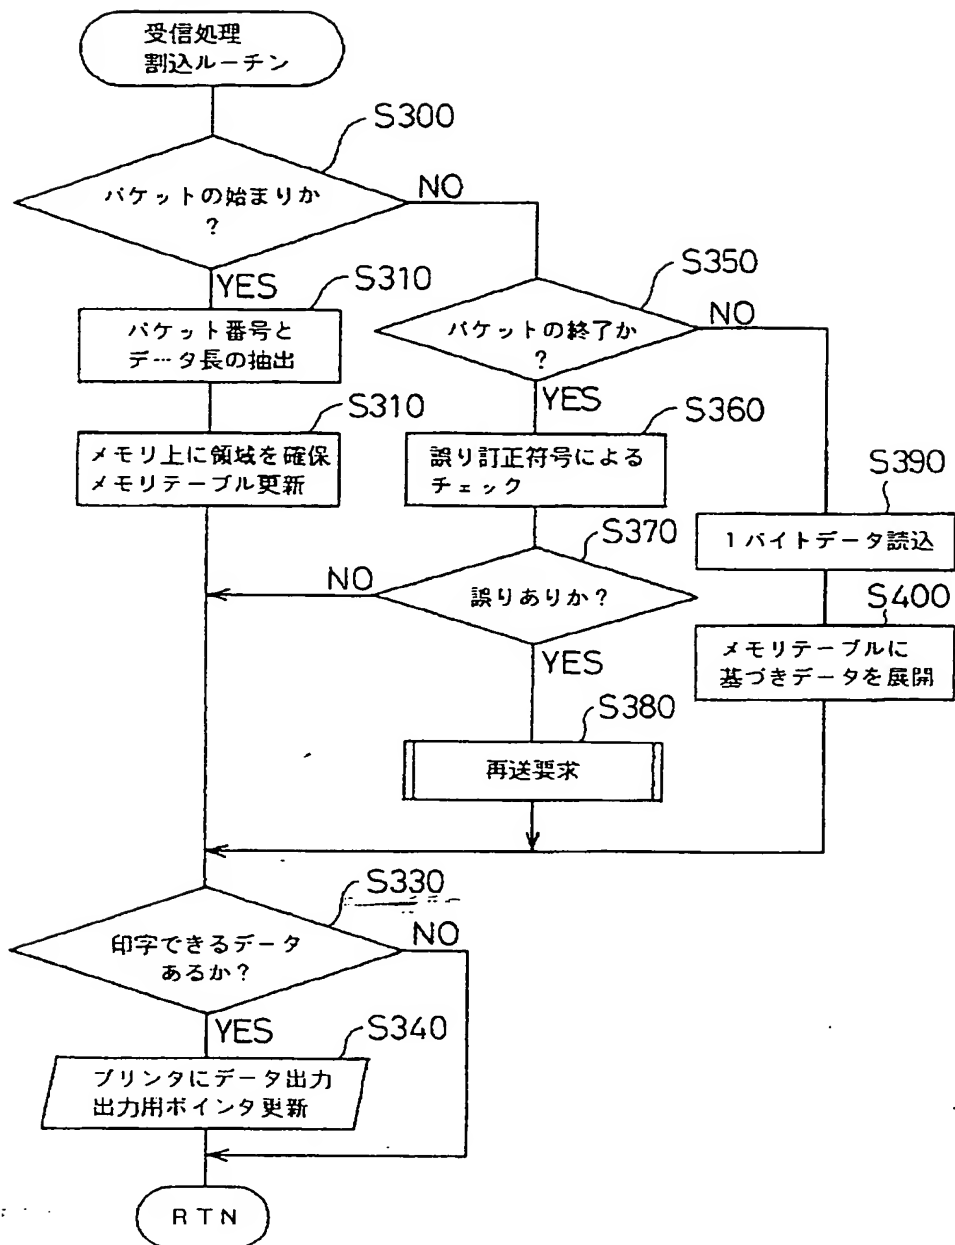 受信処理
割込ルーチン
S300
パケットの始まりか
?
NO
YES
S310
パケット番号と
データ長の抽出
S310
メモリ上に領域を確保
メモリテーブル更新
S350
パケットの終了か
?
NO
YES
S360
誤り訂正符号による
チェック
S370
誤りありか?
NO
YES
S380
再送要求
S390
1バイトデータ読込
S400
メモリテーブルに
基づきデータを展開
S330
印字できるデータ
あるか?
NO
YES
S340
プリンタにデータ出力
出力用ポインタ更新
RTN